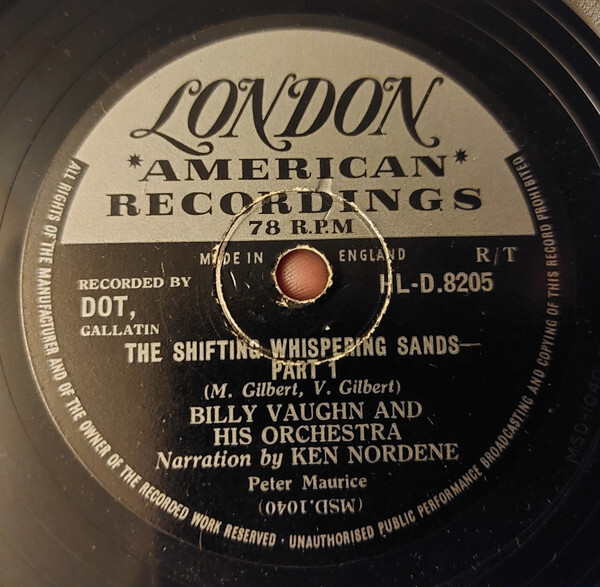 LONDON
*AMERICAN*
RECORDINGS
78 R.P.M
MADE IN ENGLAND R/T
RECORDED BY HL-D.8205
DOT,
GALLATIN
THE SHIFTING WHISPERING SANDS—
PART 1
(M. Gilbert, V. Gilbert)
BILLY VAUGHN AND
HIS ORCHESTRA
Narration by KEN NORDENE
Peter Maurice
(MSD.1040)
ALL RIGHTS OF THE MANUFACTURER AND OF THE OWNER OF THE RECORDED WORK RESERVED · UNAUTHORISED PUBLIC PERFORMANCE BROADCASTING AND COPYING OF THIS RECORD PROHIBITED
MSD-1040